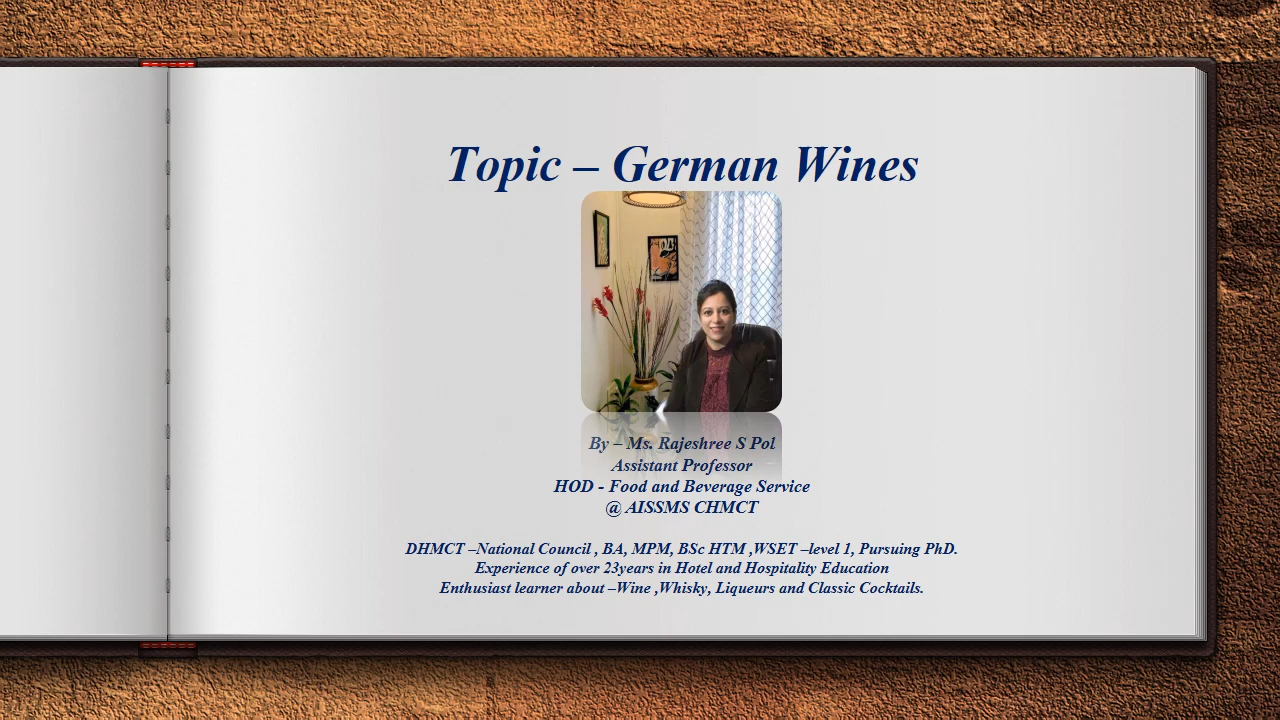 Topic – German Wines
By – Ms. Rajeshree S Pol
Assistant Professor
HOD - Food and Beverage Service
@ AISSMS CHMCT
DHMCT –National Council , BA, MPM, BSc HTM ,WSET –level 1, Pursuing PhD.
Experience of over 23years in Hotel and Hospitality Education
Enthusiast learner about –Wine ,Whisky, Liqueurs and Classic Cocktails.